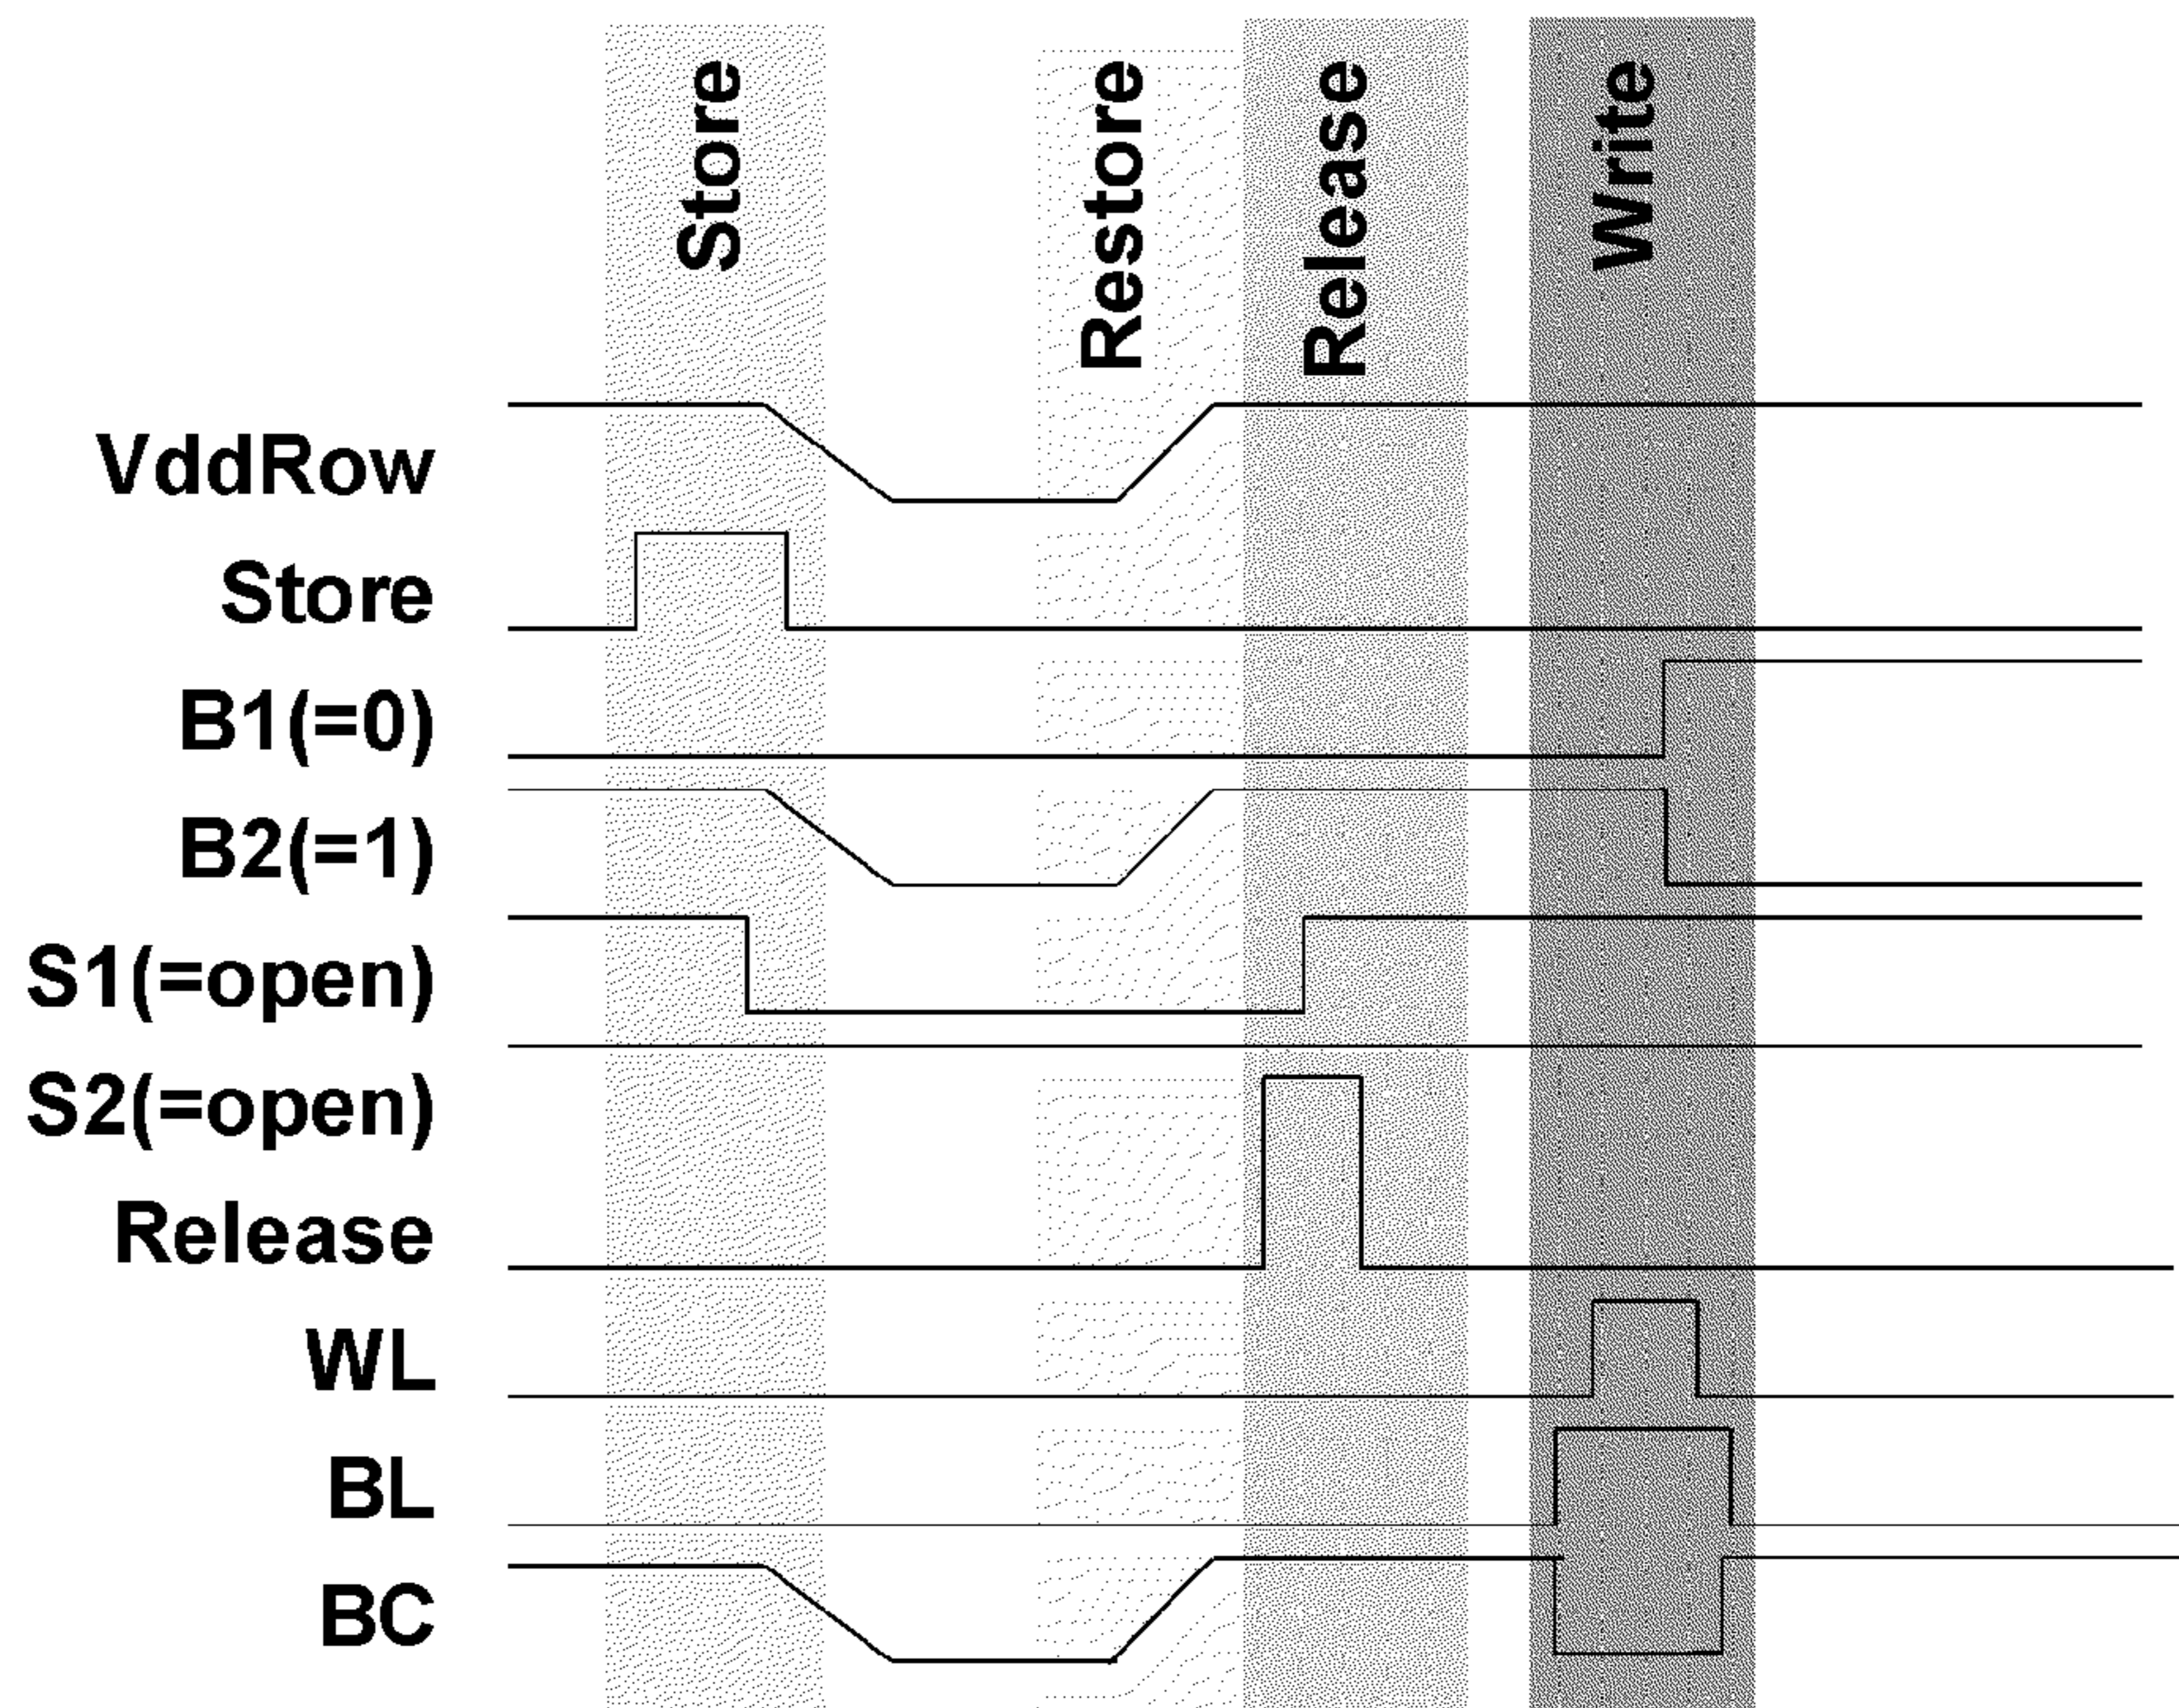 Store
Restore
Release
Write
VddRow
Store
B1(=0)
B2(=1)
S1(=open)
S2(=open)
Release
WL
BL
BC